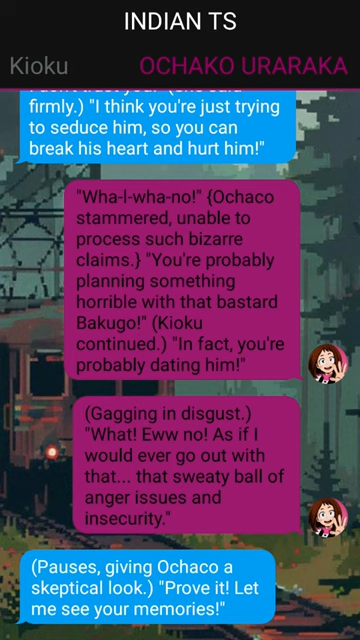 INDIAN TS
Kioku OCHAKO URARAKA
firmly.) "I think you're just trying
to seduce him, so you can
break his heart and hurt him!"
"Wha-I-wha-no!" {Ochaco
stammered, unable to
process such bizarre
claims.} "You're probably
planning something
horrible with that bastard
Bakugo!" (Kioku
continued.) "In fact, you're
probably dating him!"
(Gagging in disgust.)
"What! Eww no! As if I
would ever go out with
that... that sweaty ball of
anger issues and
insecurity."
(Pauses, giving Ochaco a
skeptical look.) "Prove it! Let
me see your memories!"